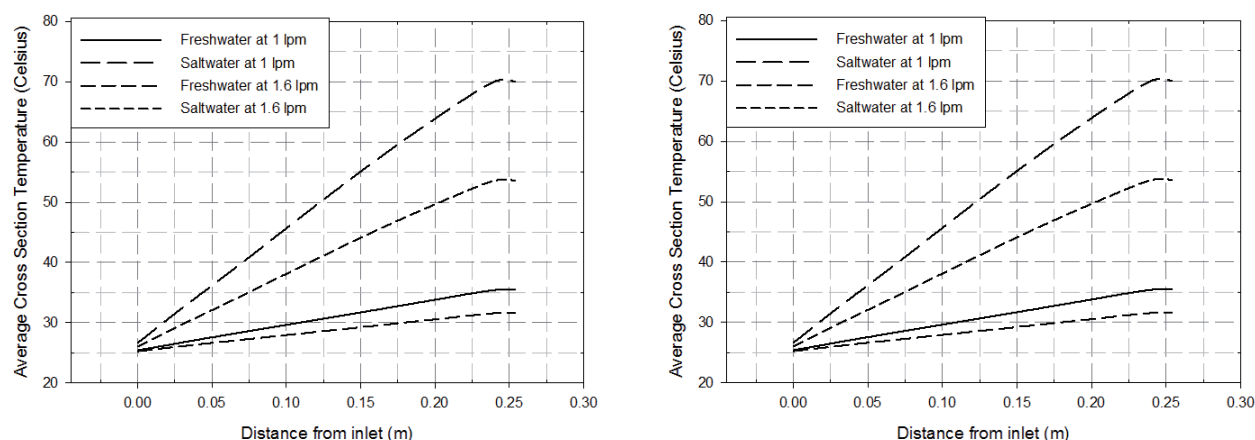 80
70
60
50
40
30
20
Average Cross Section Temperature (Celsius)
Freshwater at 1 lpm
Saltwater at 1 lpm
Freshwater at 1.6 lpm
Saltwater at 1.6 lpm
0.00 0.05 0.10 0.15 0.20 0.25 0.30
Distance from inlet (m)
80
70
60
50
40
30
20
Average Cross Section Temperature (Celsius)
Freshwater at 1 lpm
Saltwater at 1 lpm
Freshwater at 1.6 lpm
Saltwater at 1.6 lpm
0.00 0.05 0.10 0.15 0.20 0.25 0.30
Distance from inlet (m)